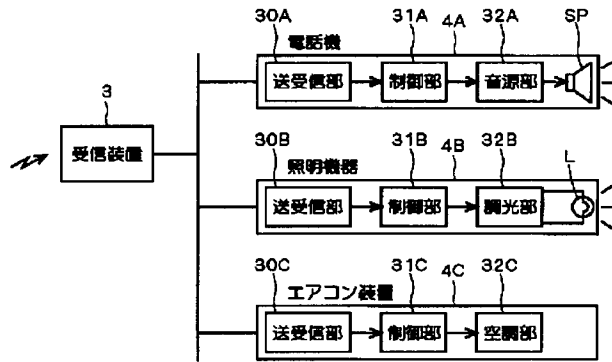 30A 31A 4A 32A SP
電話機
送受信部 制御部 音源部
3
受信装置
30B 31B 4B 32B L
照明機器
送受信部 制御部 調光部
30C 31C 4C 32C
エアコン装置
送受信部 制御部 空調部